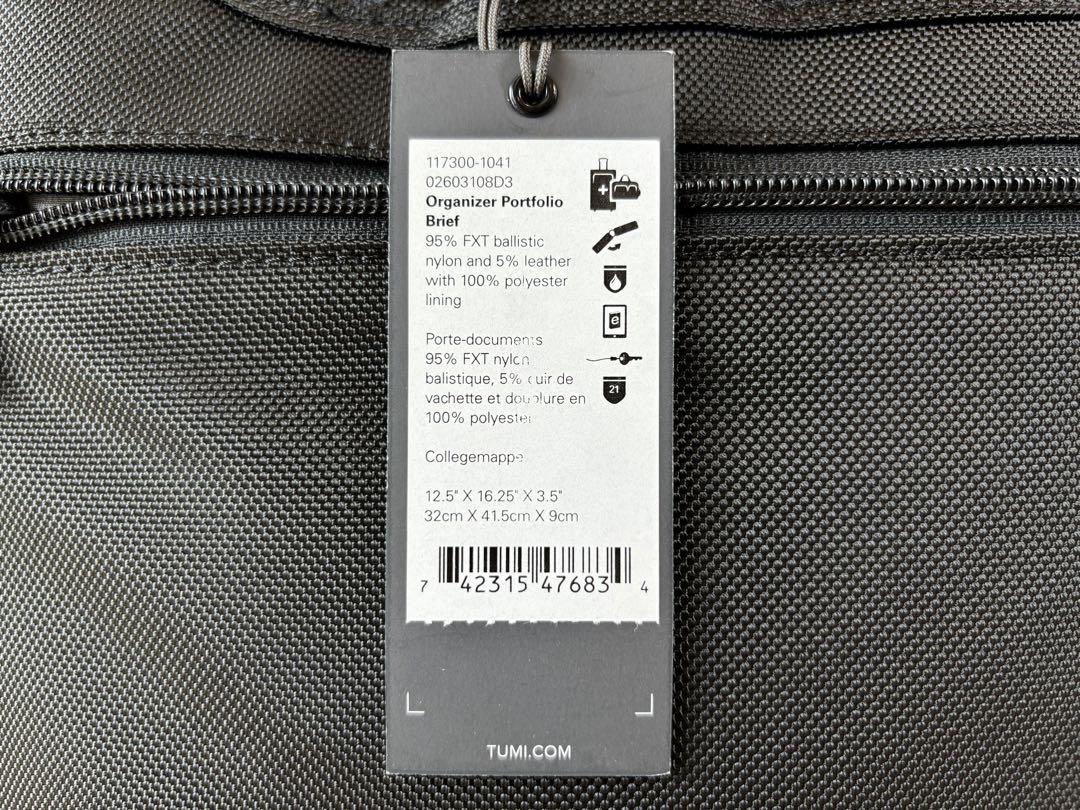 117300-1041
02603108D3
Organizer Portfolio
Brief
95% FXT ballistic
nylon and 5% leather
with 100% polyester
lining
Porte-documents
95% FXT nylon
balistique, 5% cuir de
vachette et doublure en
100% polyester
Collegemappe
12.5" X 16.25" X 3.5"
32cm X 41.5cm X 9cm
7 42315 47683 4
e
21
TUMI.COM